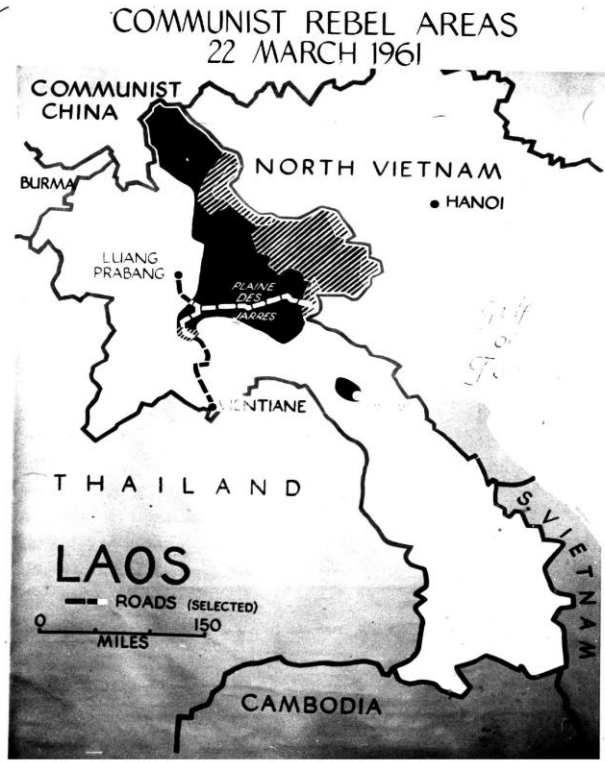 COMMUNIST REBEL AREAS
22 MARCH 1961
COMMUNIST
CHINA
BURMA
NORTH VIETNAM
HANOI
LUANG
PRABANG
PLAINE
DES
JARRES
VIENTIANE
THAILAND
S. VIETNAM
LAOS
ROADS (SELECTED)
0 150
MILES
CAMBODIA